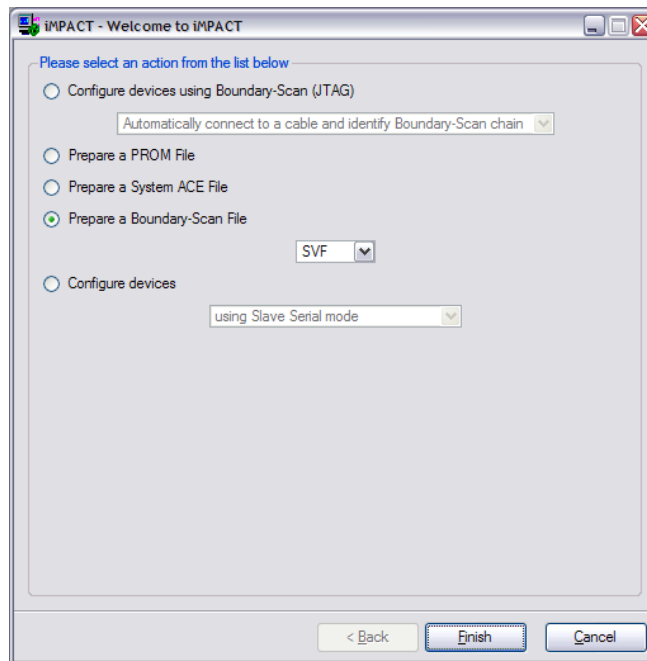 iMPACT - Welcome to iMPACT
Please select an action from the list below
Configure devices using Boundary-Scan (JTAG)
Automatically connect to a cable and identify Boundary-Scan chain
Prepare a PROM File
Prepare a System ACE File
Prepare a Boundary-Scan File
SVF
Configure devices
using Slave Serial mode
< Back Finish Cancel